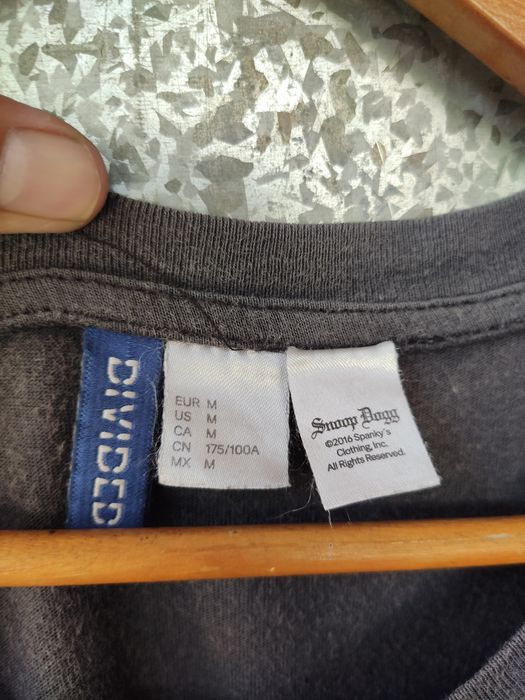 DIVIDED
EUR M
US M
CA M
CN 175/100A
MX M
Snoop Dogg
©2016 Spanky's
Clothing, Inc.
All Rights Reserved.